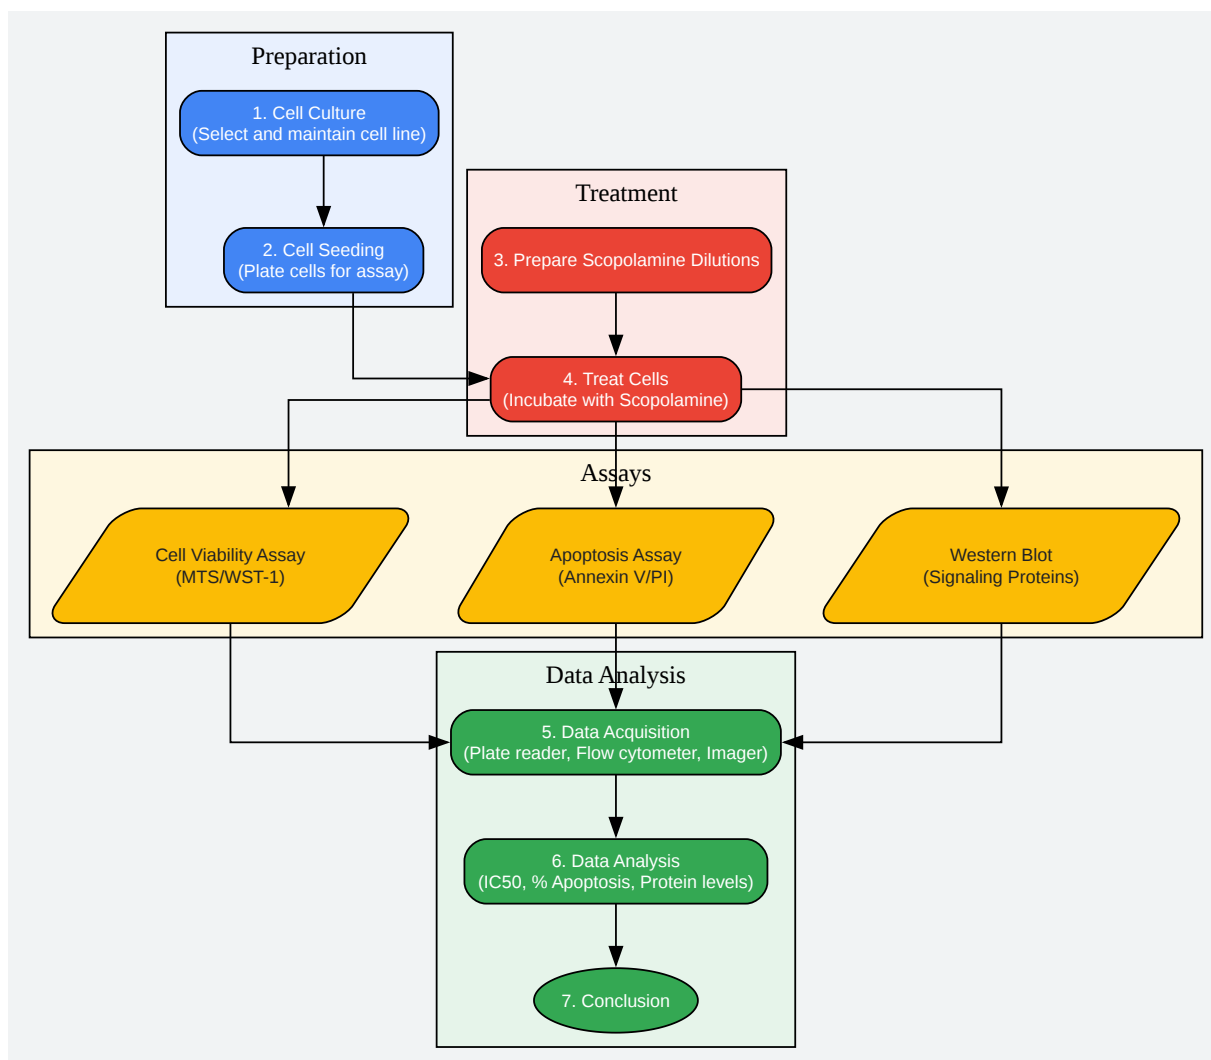 Preparation
1. Cell Culture
(Select and maintain cell line)
2. Cell Seeding
(Plate cells for assay)
Treatment
3. Prepare Scopolamine Dilutions
4. Treat Cells
(Incubate with Scopolamine)
Assays
Cell Viability Assay
(MTS/WST-1)
Apoptosis Assay
(Annexin V/PI)
Western Blot
(Signaling Proteins)
Data Analysis
5. Data Acquisition
(Plate reader, Flow cytometer, Imager)
6. Data Analysis
(IC50, % Apoptosis, Protein levels)
7. Conclusion